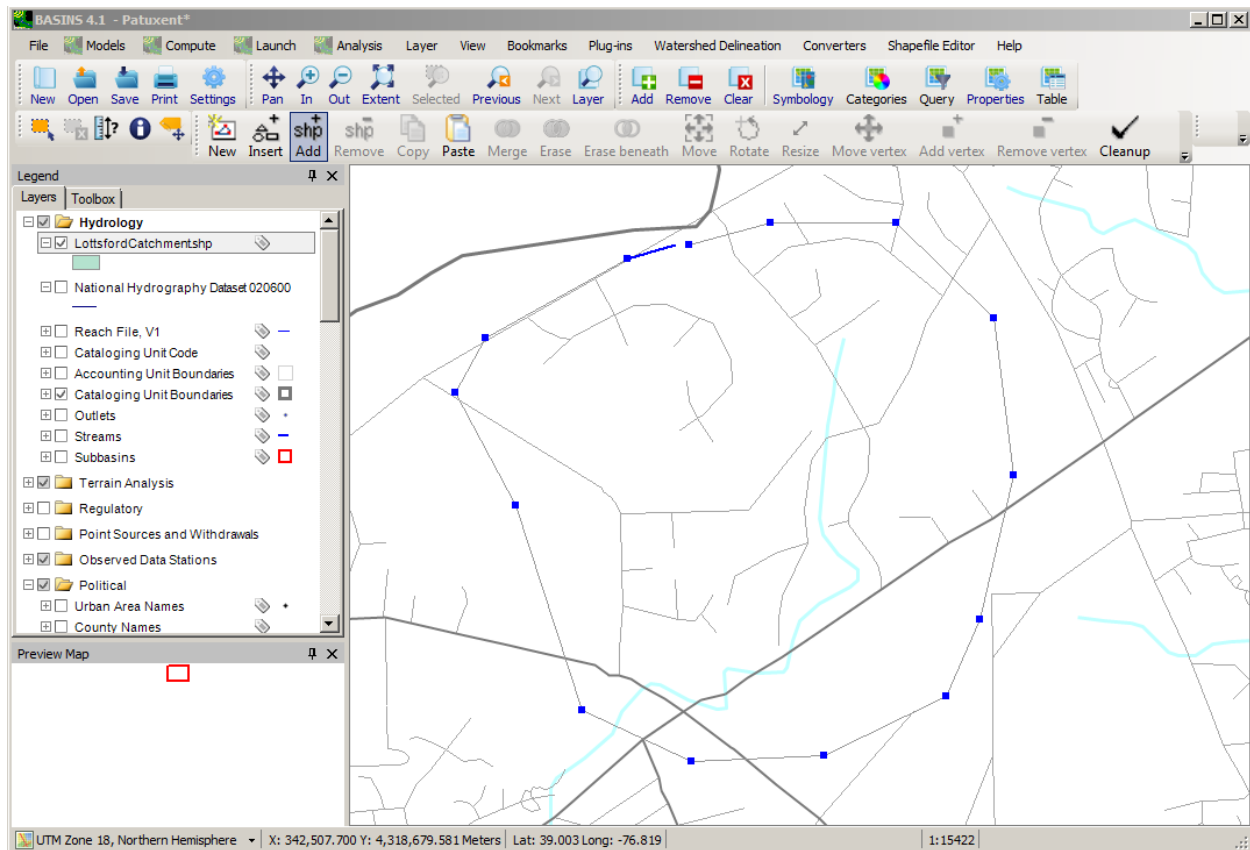 BASINS 4.1 - Patuxent*
File Models Compute Launch Analysis Layer View Bookmarks Plug-ins Watershed Delineation Converters Shapefile Editor Help
New Open Save Print Settings Pan In Out Extent Selected Previous Next Layer Add Remove Clear Symbology Categories Query Properties Table
shp shp
New Insert Add Remove Copy Paste Merge Erase Erase beneath Move Rotate Resize Move vertex Add vertex Remove vertex Cleanup
Legend
Layers Toolbox
Hydrology
LottsfordCatchment.shp
National Hydrography Dataset 020600
Reach File, V1
Cataloging Unit Code
Accounting Unit Boundaries
Cataloging Unit Boundaries
Outlets
Streams
Subbasins
Terrain Analysis
Regulatory
Point Sources and Withdrawals
Observed Data Stations
Political
Urban Area Names
County Names
Preview Map
UTM Zone 18, Northern Hemisphere X: 342,507.700 Y: 4,318,679.581 Meters Lat: 39.003 Long: -76.819 1:15422